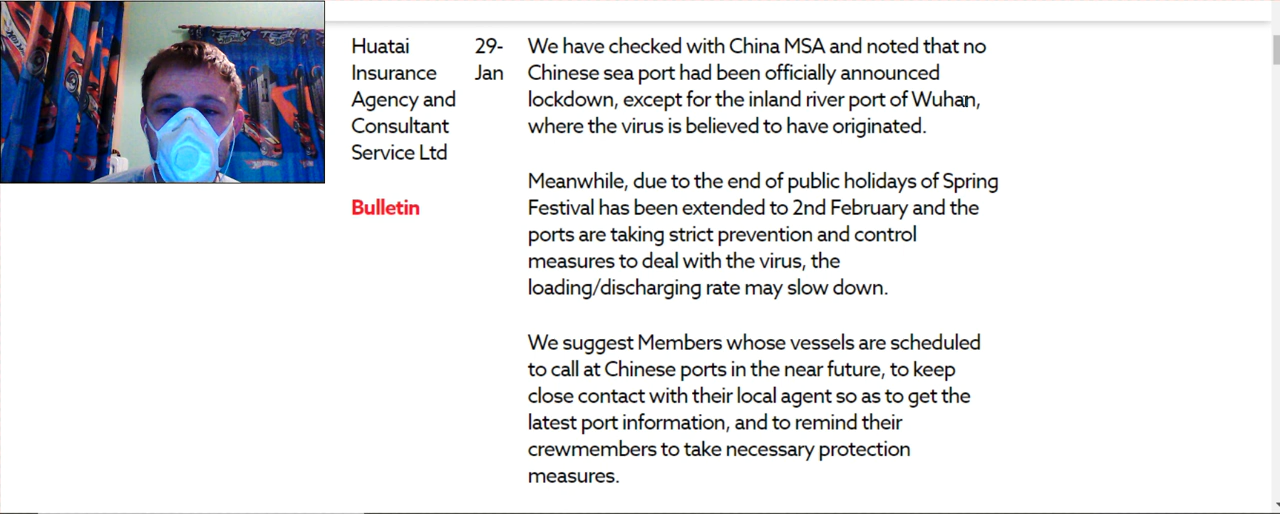 Huatai
Insurance
Agency and
Consultant
Service Ltd
Bulletin
29-
Jan
We have checked with China MSA and noted that no
Chinese sea port had been officially announced
lockdown, except for the inland river port of Wuhan,
where the virus is believed to have originated.
Meanwhile, due to the end of public holidays of Spring
Festival has been extended to 2nd February and the
ports are taking strict prevention and control
measures to deal with the virus, the
loading/discharging rate may slow down.
We suggest Members whose vessels are scheduled
to call at Chinese ports in the near future, to keep
close contact with their local agent so as to get the
latest port information, and to remind their
crewmembers to take necessary protection
measures.